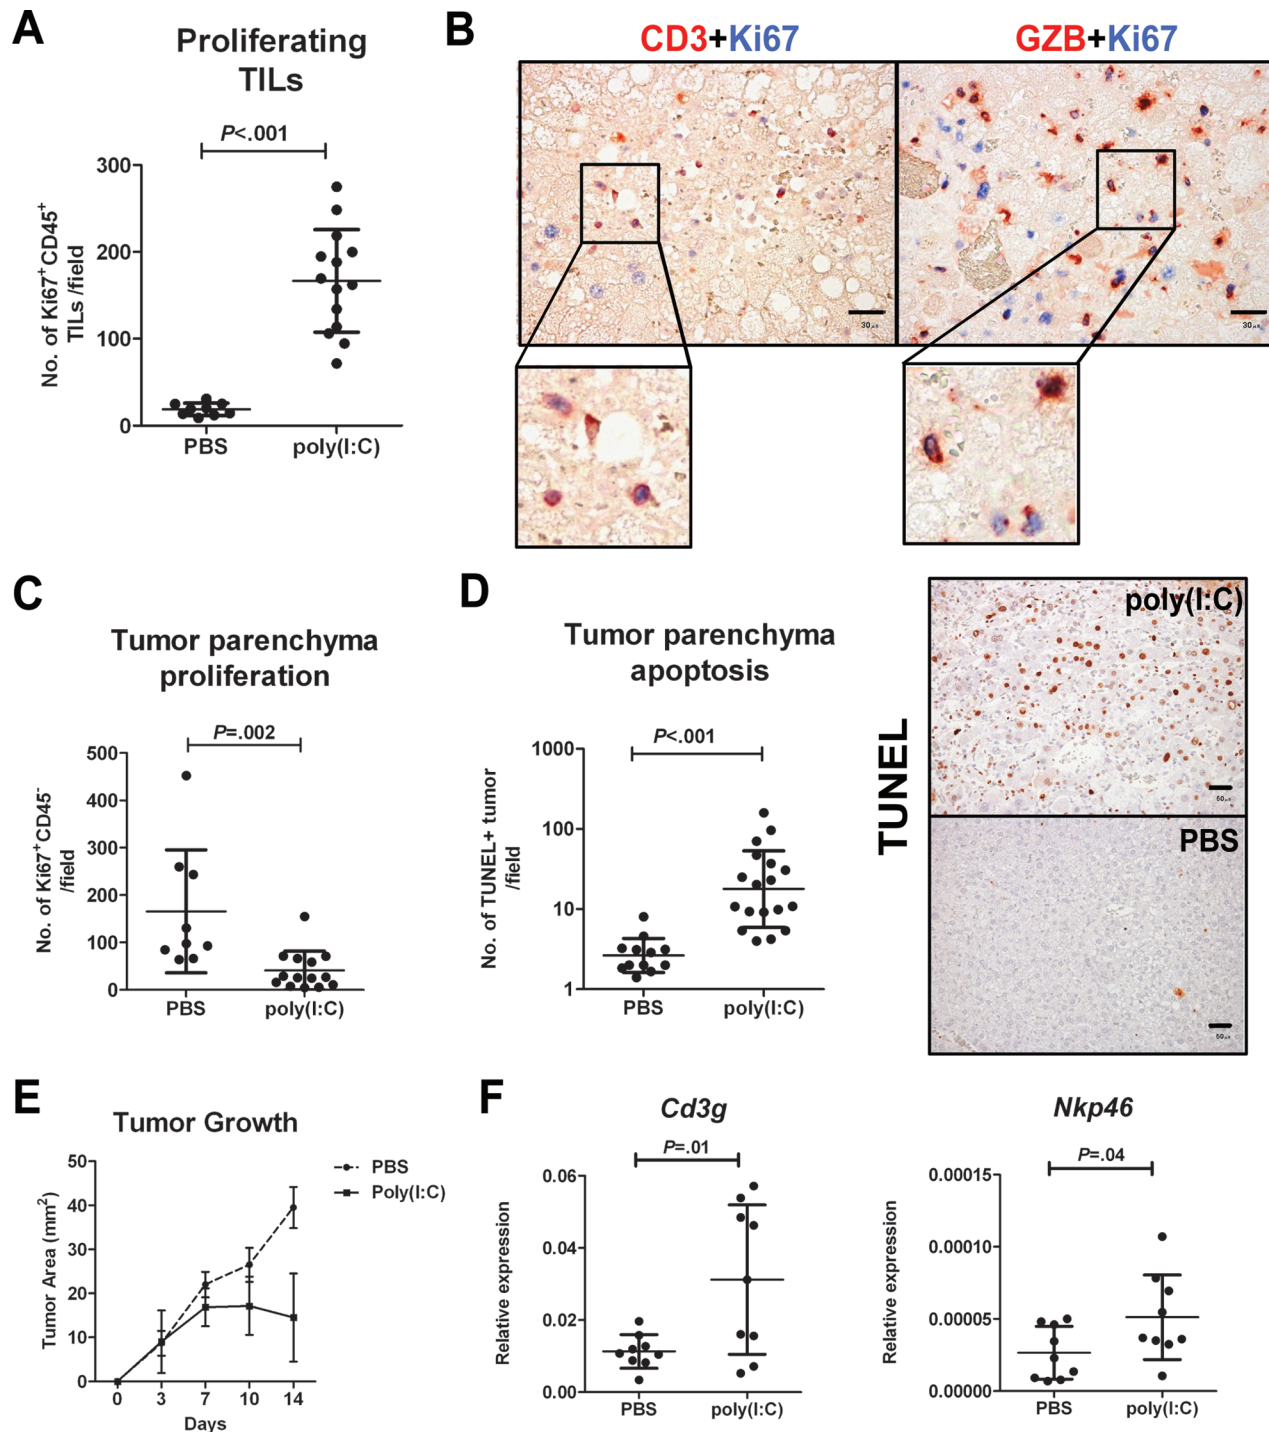 A
Proliferating
TILs
P<.001
300
200
100
0
No. of Ki67+CD45+
TILs /field
PBS
poly(I:C)
B
CD3+Ki67
GZB+Ki67
30 µm
30 µm
C
Tumor parenchyma
proliferation
P=.002
500
400
300
200
100
0
No. of Ki67+CD45-
/field
PBS
poly(I:C)
D
Tumor parenchyma
apoptosis
P<.001
1000
100
10
1
No. of TUNEL+ tumor
/field
PBS
poly(I:C)
TUNEL
poly(I:C)
PBS
E
Tumor Growth
PBS
Poly(I:C)
50
40
30
20
10
0
Tumor Area (mm2)
0 3 7 10 14
Days
F
Cd3g
P=.01
0.06
0.04
0.02
0.00
Relative expression
PBS
poly(I:C)
Nkp46
P=.04
0.00015
0.00010
0.00005
0.00000
Relative expression
PBS
poly(I:C)